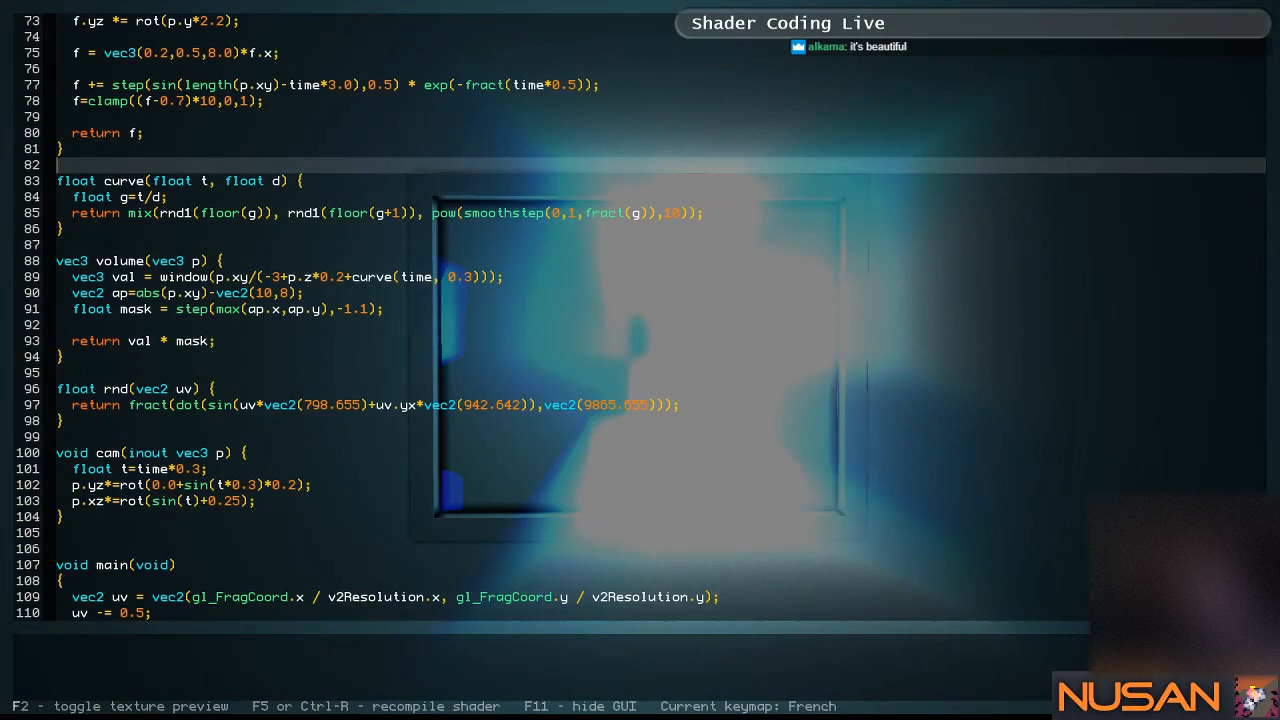 Shader Coding Live
alkama: it's beautiful
73 f.yz *= rot(p.y*2.2);
74
75 f = vec3(0.2,0.5,8.0)*f.x;
76
77 f += step(sin(length(p.xy)-time*3.0),0.5) * exp(-fract(time*0.5));
78 f=clamp((f-0.7)*10,0,1);
79
80 return f;
81 }
82
83 float curve(float t, float d) {
84 float g=t/d;
85 return mix(rnd1(floor(g)), rnd1(floor(g+1)), pow(smoothstep(0,1,fract(g)),10));
86 }
87
88 vec3 volume(vec3 p) {
89 vec3 val = window(p.xy/(-3+p.z*0.2+curve(time, 0.3)));
90 vec2 ap=abs(p.xy)-vec2(10,8);
91 float mask = step(max(ap.x,ap.y),-1.1);
92
93 return val * mask;
94 }
95
96 float rnd(vec2 uv) {
97 return fract(dot(sin(uv*vec2(798.655)+uv.yx*vec2(942.642)),vec2(9865.655)));
98 }
99
100 void cam(inout vec3 p) {
101 float t=time*0.3;
102 p.yz*=rot(0.0+sin(t*0.3)*0.2);
103 p.xz*=rot(sin(t)+0.25);
104 }
105
106
107 void main(void)
108 {
109 vec2 uv = vec2(gl_FragCoord.x / v2Resolution.x, gl_FragCoord.y / v2Resolution.y);
110 uv -= 0.5;
F2 - toggle texture preview F5 or Ctrl-R - recompile shader F11 - hide GUI Current keymap: French
NUSAN